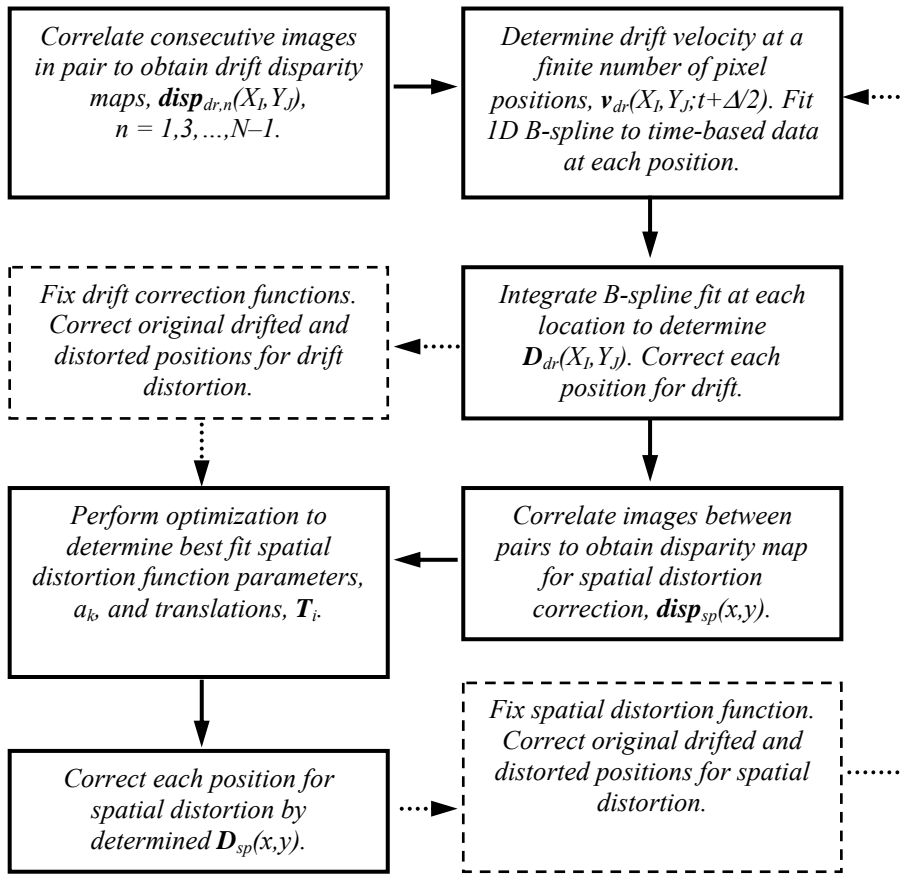 Correlate consecutive images
in pair to obtain drift disparity
maps, disp_dr,n(X_I,Y_J),
n = 1,3,…,N–1.
Determine drift velocity at a
finite number of pixel
positions, v_dr(X_I,Y_J;t+Δ/2). Fit
1D B-spline to time-based data
at each position.
Fix drift correction functions.
Correct original drifted and
distorted positions for drift
distortion.
Integrate B-spline fit at each
location to determine
D_dr(X_I,Y_J). Correct each
position for drift.
Perform optimization to
determine best fit spatial
distortion function parameters,
a_k, and translations, T_i.
Correlate images between
pairs to obtain disparity map
for spatial distortion
correction, disp_sp(x,y).
Correct each position for
spatial distortion by
determined D_sp(x,y).
Fix spatial distortion function.
Correct original drifted and
distorted positions for spatial
distortion.